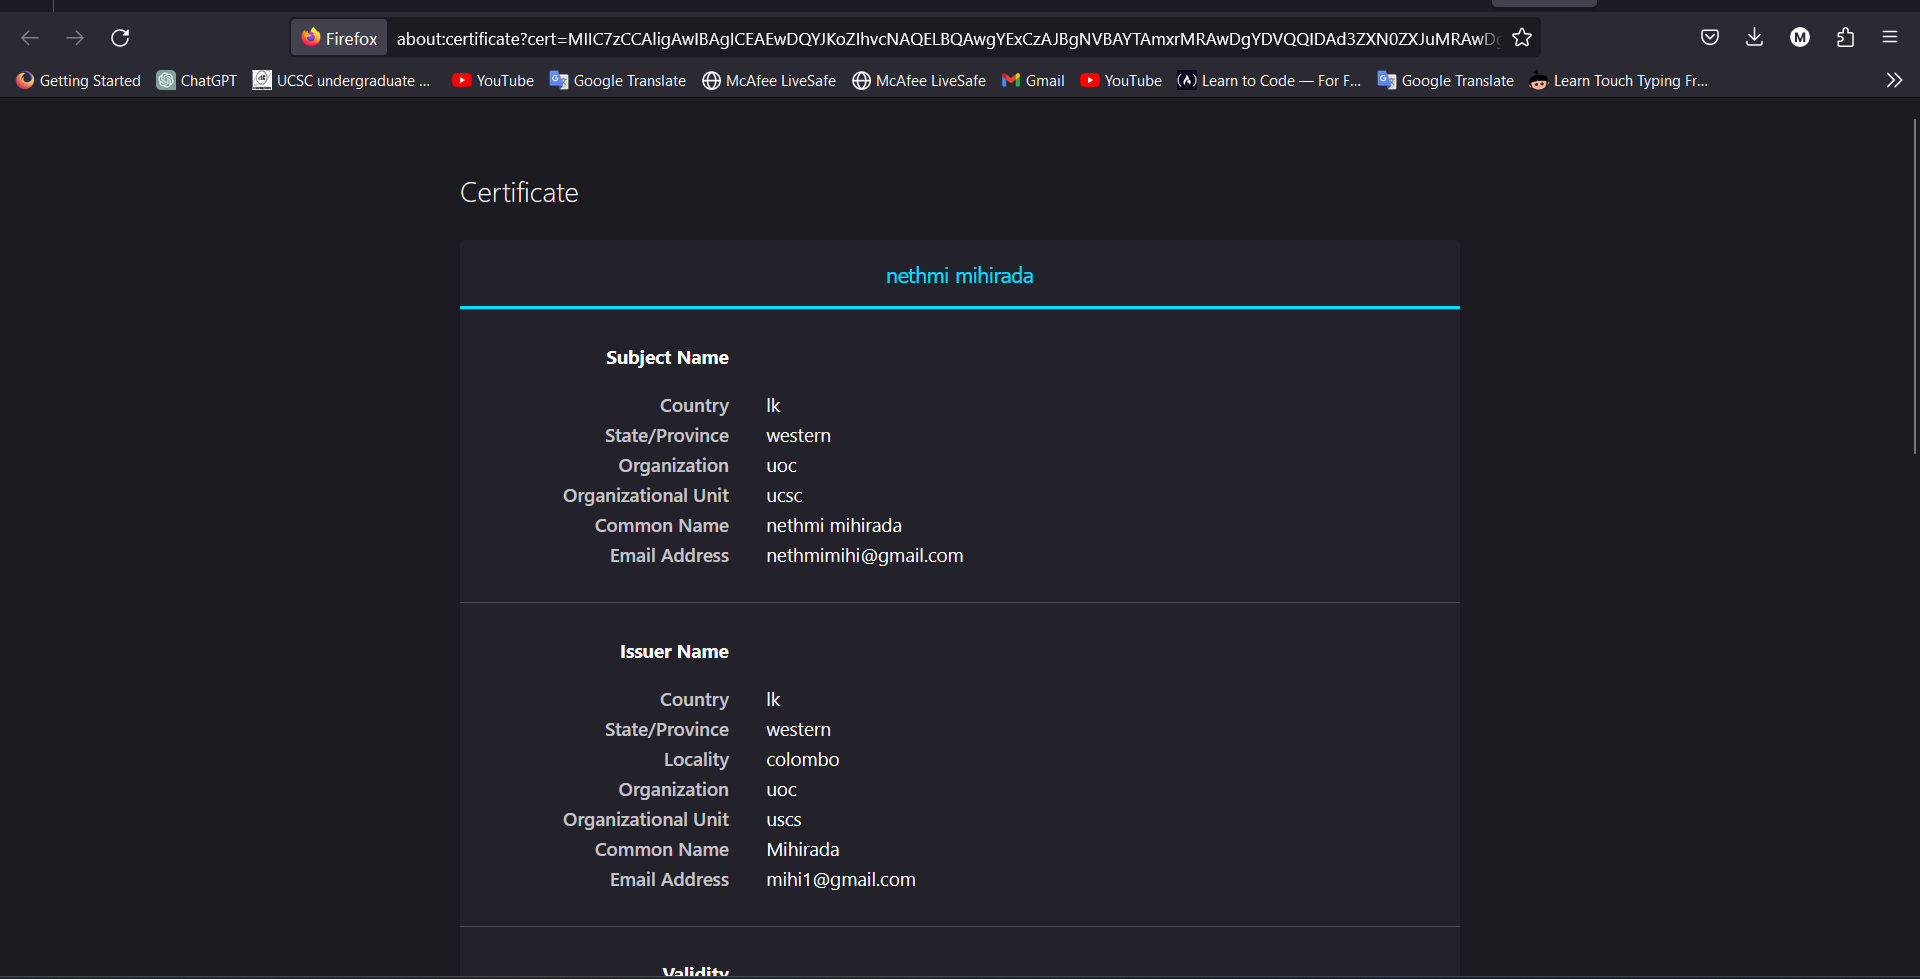 Firefox about:certificate?cert=MIIC7zCCAligAwIBAgICEAEwDQYJKoZIhvcNAQELBQAwgYExCzAJBgNVBAYTAmxrMRAwDgYDVQQIDAd3ZXN0ZXJuMRAwDg
Getting Started ChatGPT UCSC undergraduate ... YouTube Google Translate McAfee LiveSafe McAfee LiveSafe Gmail YouTube Learn to Code — For F... Google Translate Learn Touch Typing Fr...
Certificate
nethmi mihirada
Subject Name
Country lk
State/Province western
Organization uoc
Organizational Unit ucsc
Common Name nethmi mihirada
Email Address nethmimihi@gmail.com
Issuer Name
Country lk
State/Province western
Locality colombo
Organization uoc
Organizational Unit uscs
Common Name Mihirada
Email Address mihi1@gmail.com
Validity